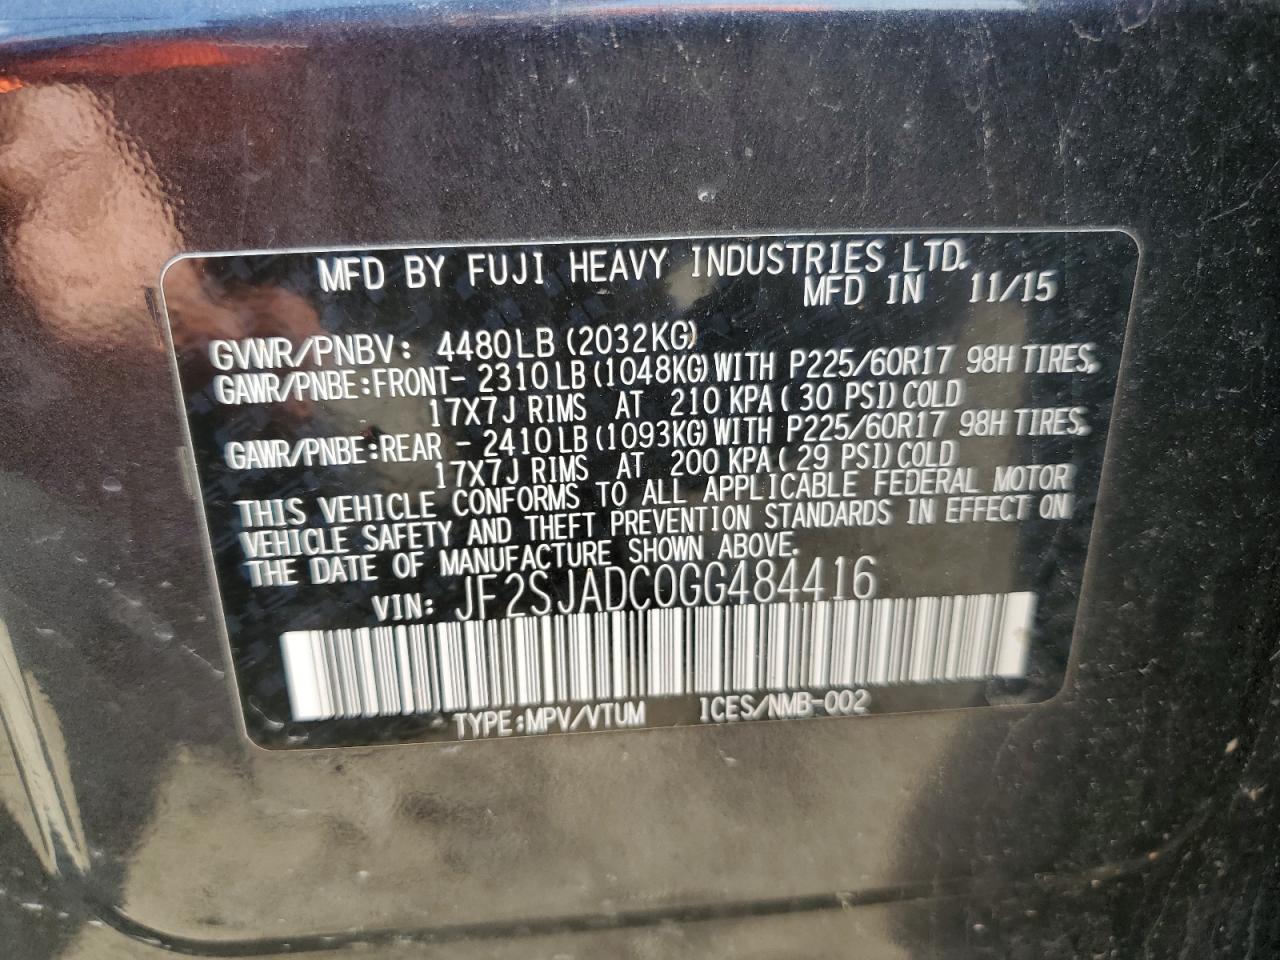 MFD BY FUJI HEAVY INDUSTRIES LTD.
MFD IN 11/15
GVWR/PNBV: 4480LB (2032KG)
GAWR/PNBE:FRONT- 2310LB(1048KG)WITH P225/60R17 98H TIRES,
17X7J RIMS AT 210 KPA(30 PSI)COLD
GAWR/PNBE:REAR - 2410LB(1093KG)WITH P225/60R17 98H TIRES,
17X7J RIMS AT 200 KPA(29 PSI)COLD
THIS VEHICLE CONFORMS TO ALL APPLICABLE FEDERAL MOTOR
VEHICLE SAFETY AND THEFT PREVENTION STANDARDS IN EFFECT ON
THE DATE OF MANUFACTURE SHOWN ABOVE.
VIN: JF2SJADC0GG484416
TYPE:MPV/VTUM ICES/NMB-002